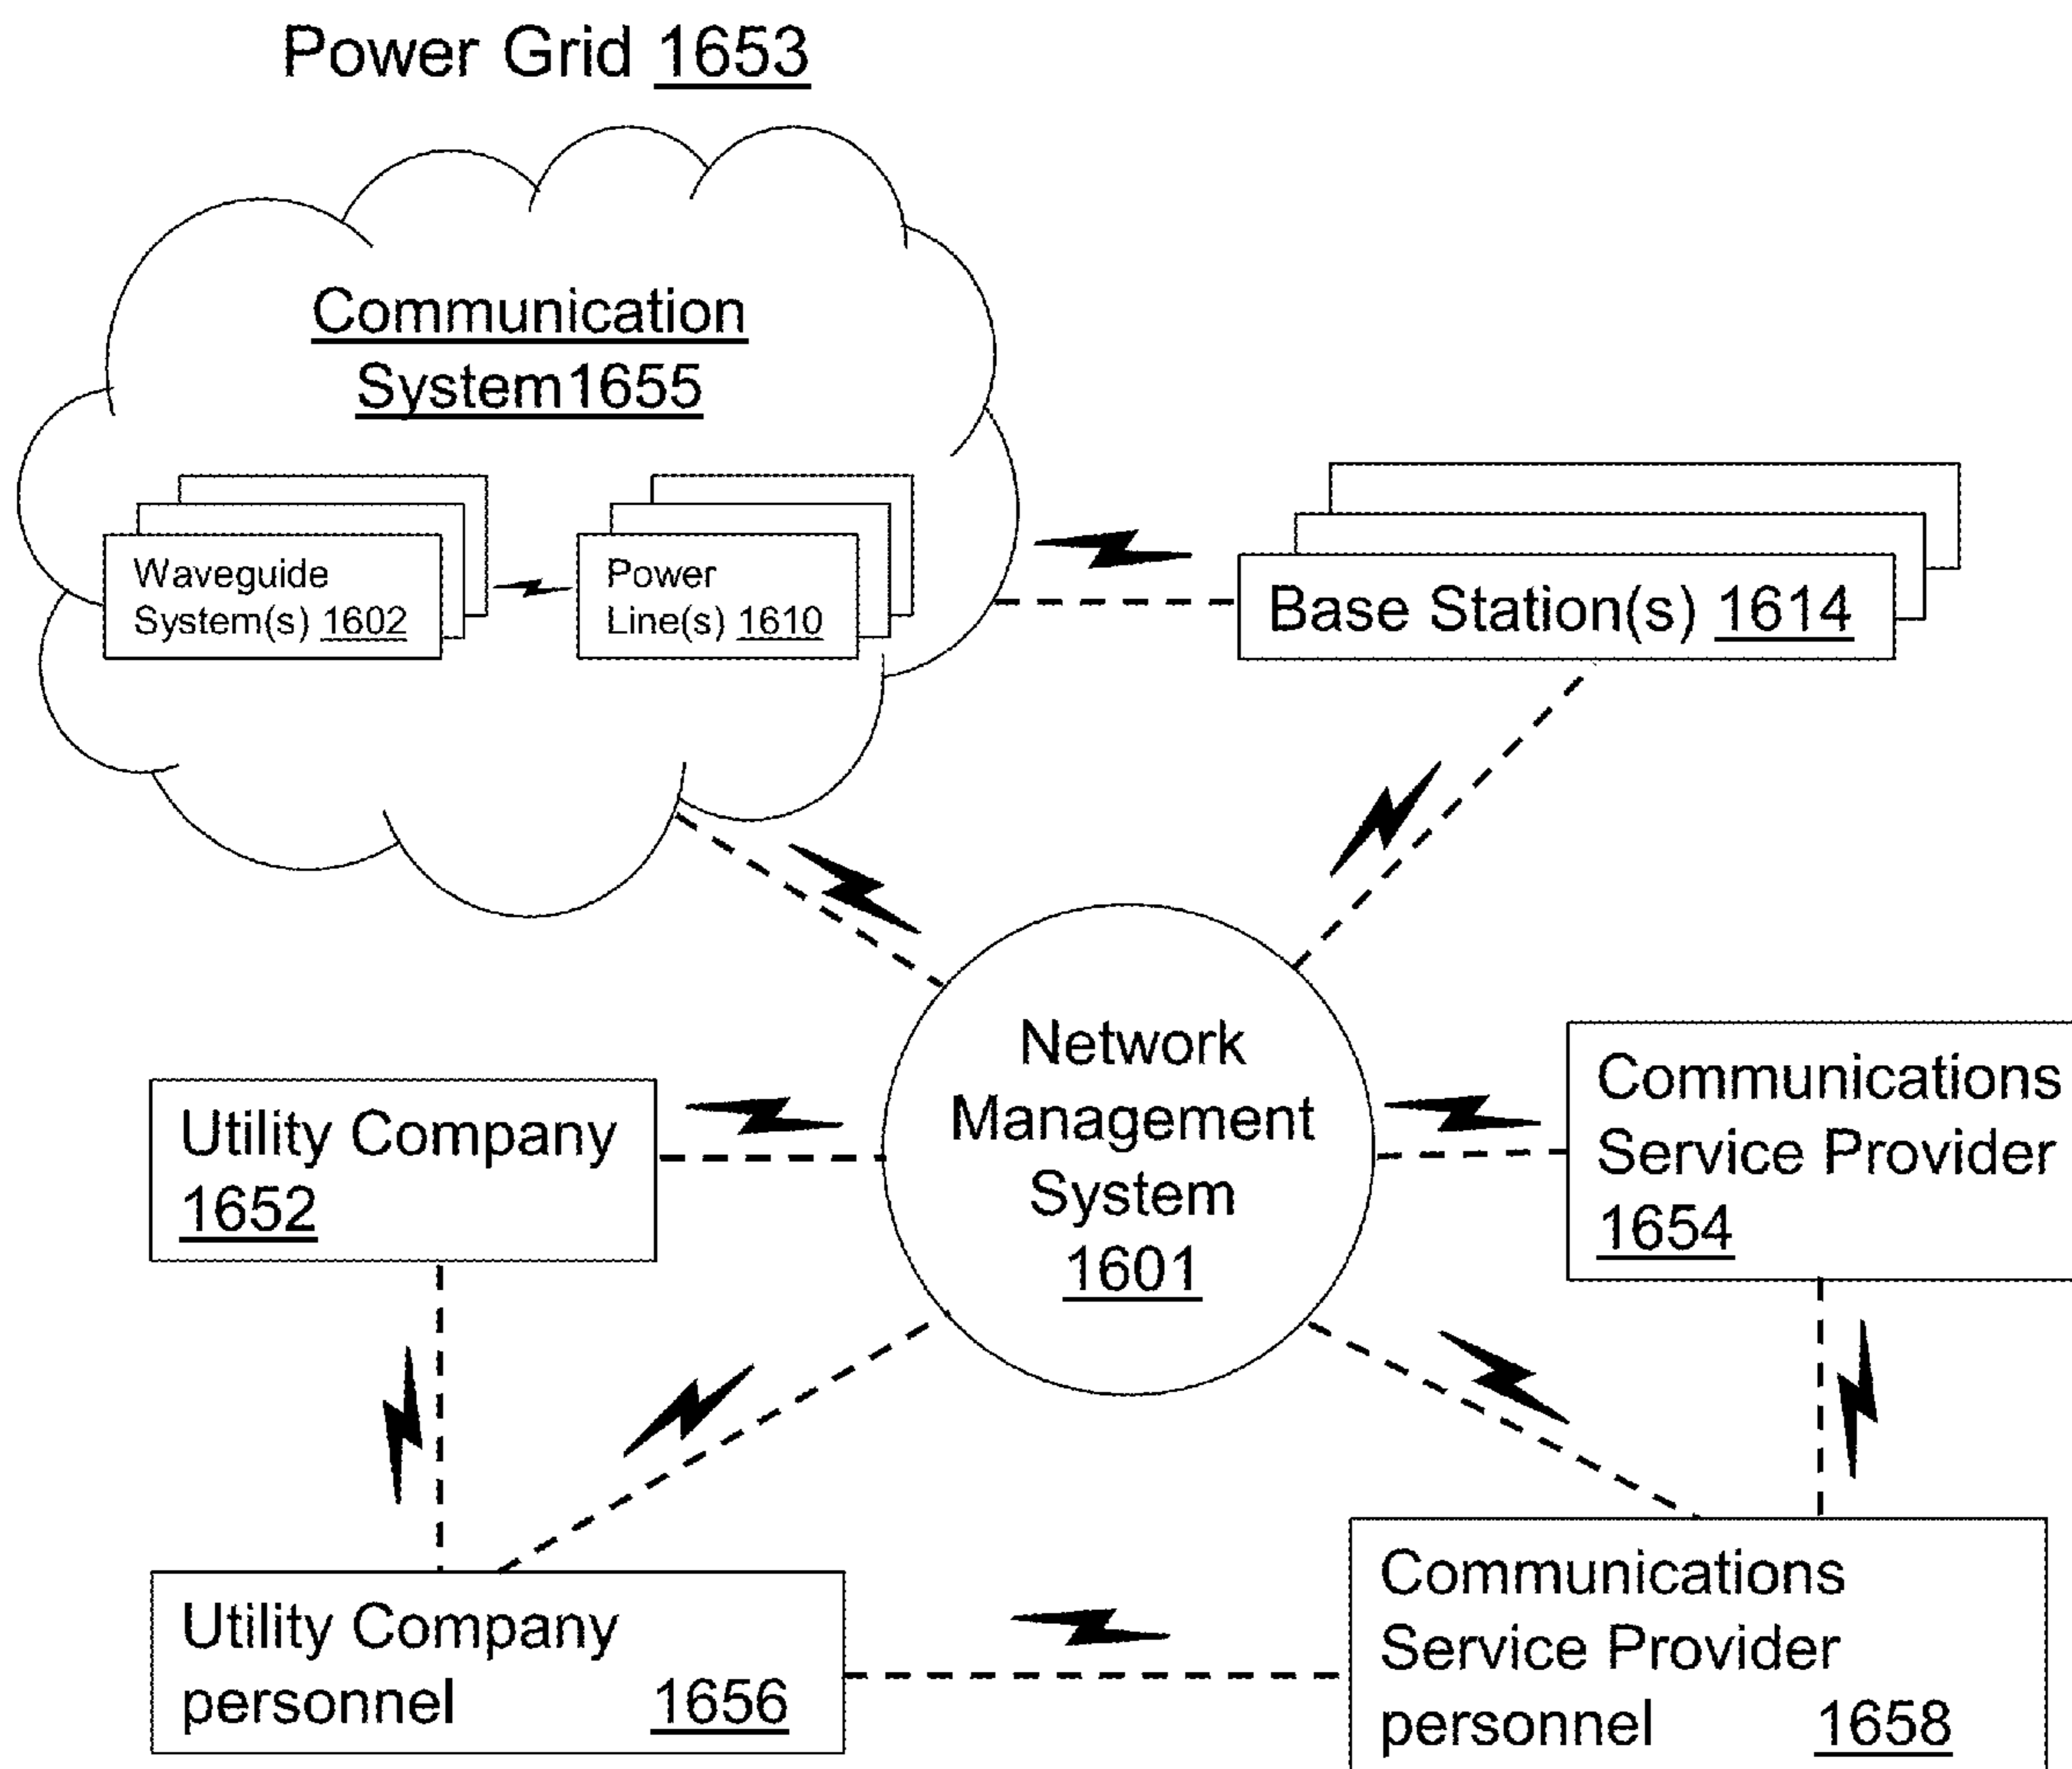 Power Grid 1653
Communication
System1655
Waveguide
System(s) 1602
Power
Line(s) 1610
Base Station(s) 1614
Network
Management
System
1601
Utility Company
1652
Communications
Service Provider
1654
Utility Company
personnel 1656
Communications
Service Provider
personnel 1658